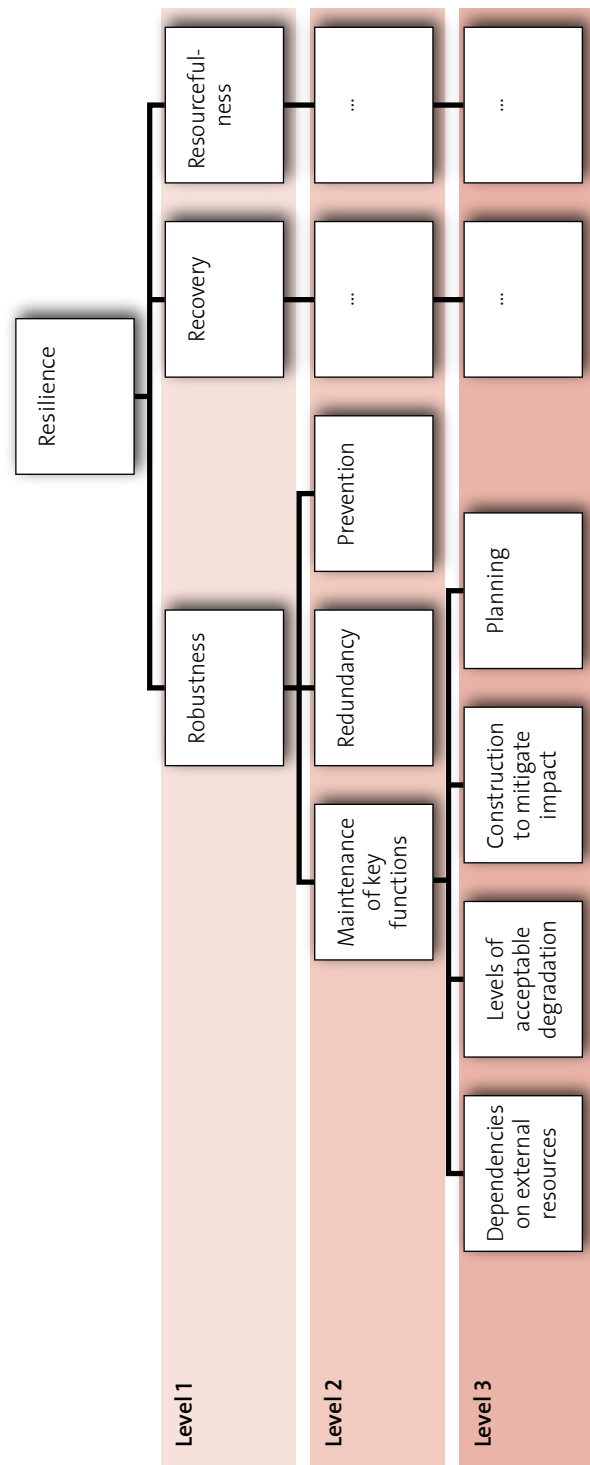 Resilience
Level 1
Robustness
Recovery
Resourceful-
ness
Level 2
Maintenance
of key
functions
Redundancy
Prevention
...
...
Level 3
Dependencies
on external
resources
Levels of
acceptable
degradation
Construction
to mitigate
impact
Planning
...
...